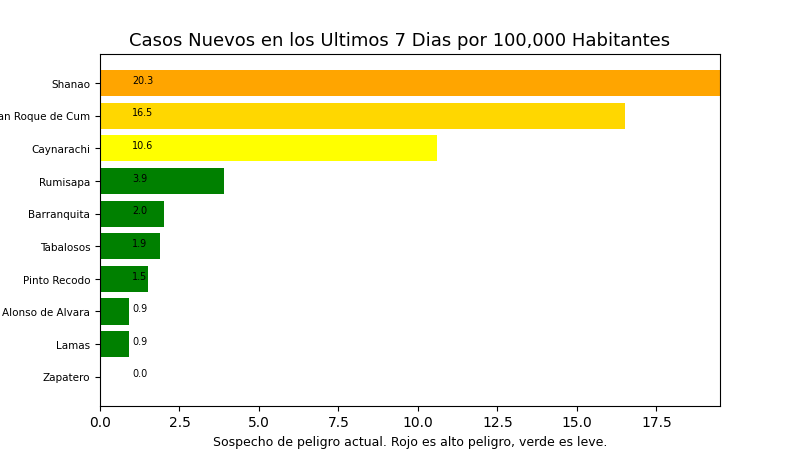 Casos Nuevos en los Ultimos 7 Dias por 100,000 Habitantes
Shanao 20.3
an Roque de Cum 16.5
Caynarachi 10.6
Rumisapa 3.9
Barranquita 2.0
Tabalosos 1.9
Pinto Recodo 1.5
Alonso de Alvara 0.9
Lamas 0.9
Zapatero 0.0
0.0 2.5 5.0 7.5 10.0 12.5 15.0 17.5
Sospecho de peligro actual. Rojo es alto peligro, verde es leve.